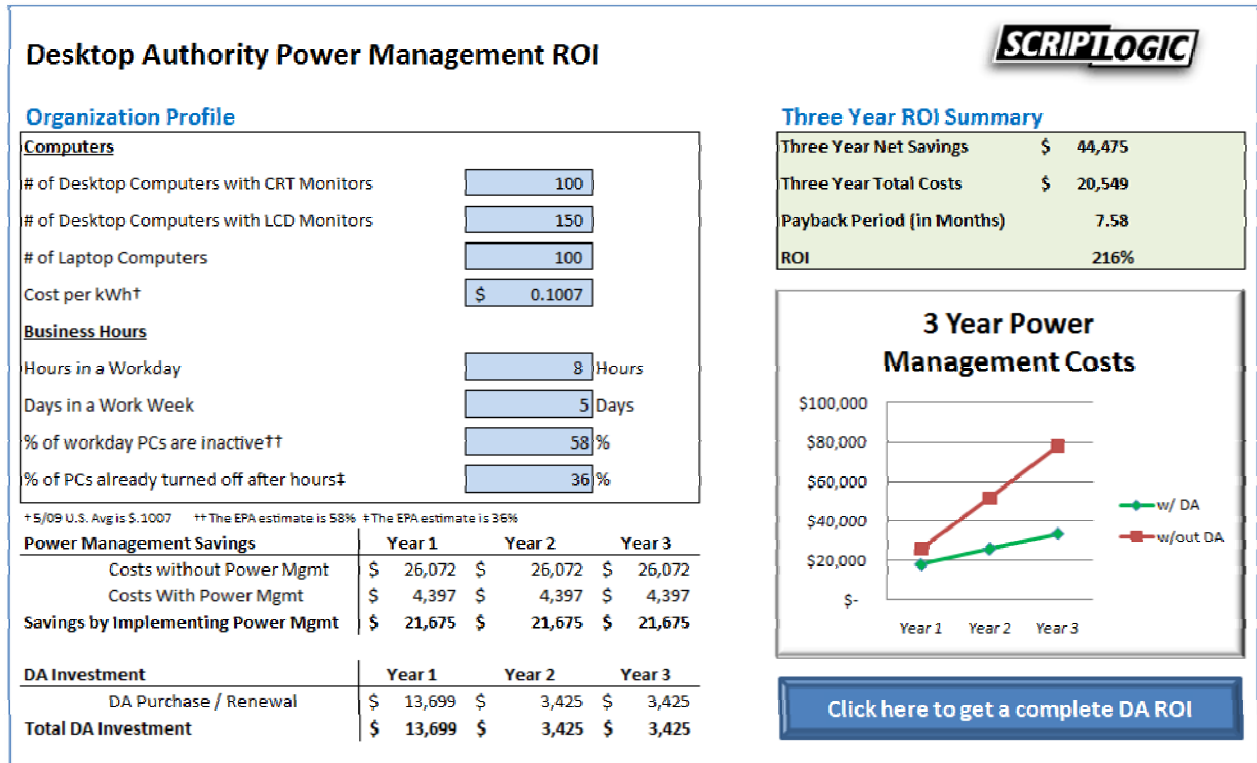 Desktop Authority Power Management ROI
SCRIPTLOGIC
Organization Profile
Computers
# of Desktop Computers with CRT Monitors 100
# of Desktop Computers with LCD Monitors 150
# of Laptop Computers 100
Cost per kWh† $ 0.1007
Business Hours
Hours in a Workday 8 Hours
Days in a Work Week 5 Days
% of workday PCs are inactive†† 58 %
% of PCs already turned off after hours‡ 36 %
†5/09 U.S. Avg is $.1007 ††The EPA estimate is 58% ‡The EPA estimate is 36%
Power Management Savings Year 1 Year 2 Year 3
Costs without Power Mgmt $ 26,072 $ 26,072 $ 26,072
Costs With Power Mgmt $ 4,397 $ 4,397 $ 4,397
Savings by Implementing Power Mgmt $ 21,675 $ 21,675 $ 21,675
DA Investment Year 1 Year 2 Year 3
DA Purchase / Renewal $ 13,699 $ 3,425 $ 3,425
Total DA Investment $ 13,699 $ 3,425 $ 3,425
Three Year ROI Summary
Three Year Net Savings $ 44,475
Three Year Total Costs $ 20,549
Payback Period (in Months) 7.58
ROI 216%
3 Year Power
Management Costs
$100,000
$80,000
$60,000
$40,000
$20,000
$-
Year 1 Year 2 Year 3
w/ DA
w/out DA
Click here to get a complete DA ROI